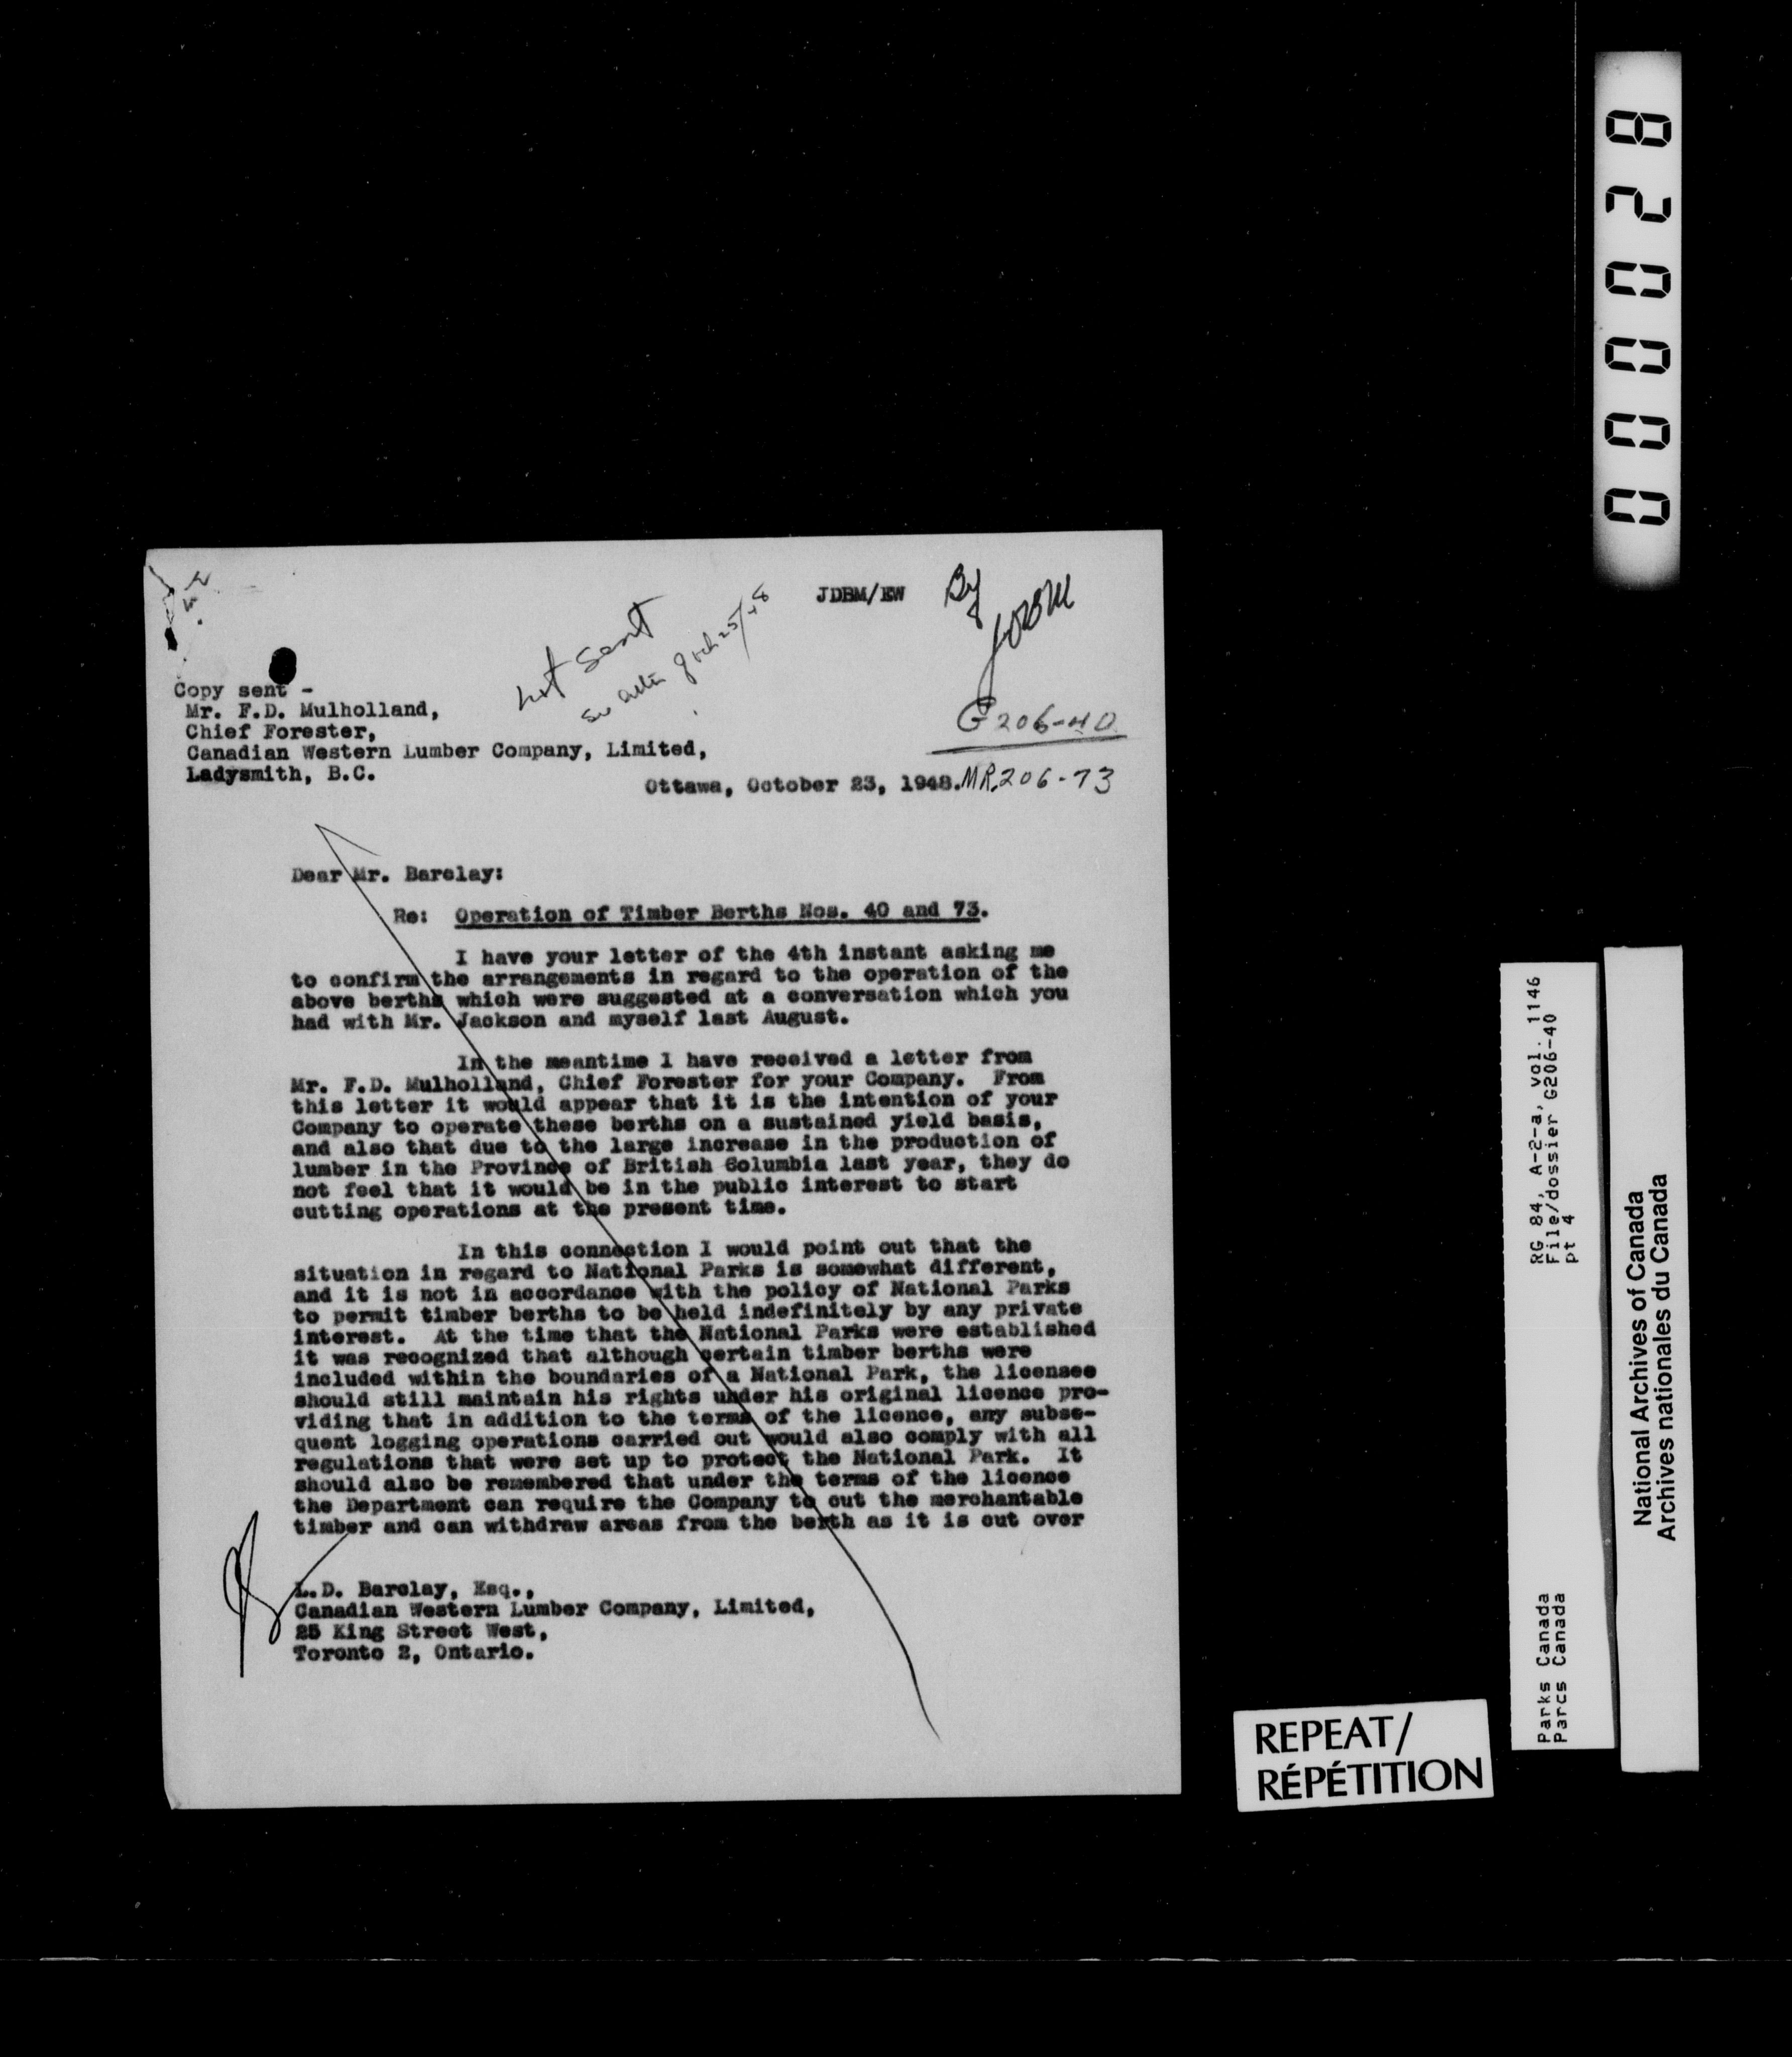 JDBM/EW
By
JDBM
not sent
G206-40
MR.206-73
Copy sent -
Mr. F.D. Mulholland,
Chief Forester,
Canadian Western Lumber Company, Limited,
Ladysmith, B.C.
Ottawa, October 23, 1948.
Dear Mr. Barclay:
Re: Operation of Timber Berths Nos. 40 and 73.
I have your letter of the 4th instant asking me
to confirm the arrangements in regard to the operation of the
above berths which were suggested at a conversation which you
had with Mr. Jackson and myself last August.
In the meantime I have received a letter from
Mr. F.D. Mulholland, Chief Forester for your Company. From
this letter it would appear that it is the intention of your
Company to operate these berths on a sustained yield basis,
and also that due to the large increase in the production of
lumber in the Province of British Columbia last year, they do
not feel that it would be in the public interest to start
cutting operations at the present time.
In this connection I would point out that the
situation in regard to National Parks is somewhat different,
and it is not in accordance with the policy of National Parks
to permit timber berths to be held indefinitely by any private
interest. At the time that the National Parks were established
it was recognized that although certain timber berths were
included within the boundaries of a National Park, the licensee
should still maintain his rights under his original licence pro-
viding that in addition to the terms of the licence, any subse-
quent logging operations carried out would also comply with all
regulations that were set up to protect the National Park. It
should also be remembered that under the terms of the licence
the Department can require the Company to cut the merchantable
timber and can withdraw areas from the berth as it is cut over
L.D. Barclay, Esq.,
Canadian Western Lumber Company, Limited,
25 King Street West,
Toronto 2, Ontario.
REPEAT/
RÉPÉTITION
000028
RG 84, A-2-a, vol. 1146
File/dossier G206-40
pt 4
Parks Canada
Parcs Canada
National Archives of Canada
Archives nationales du Canada